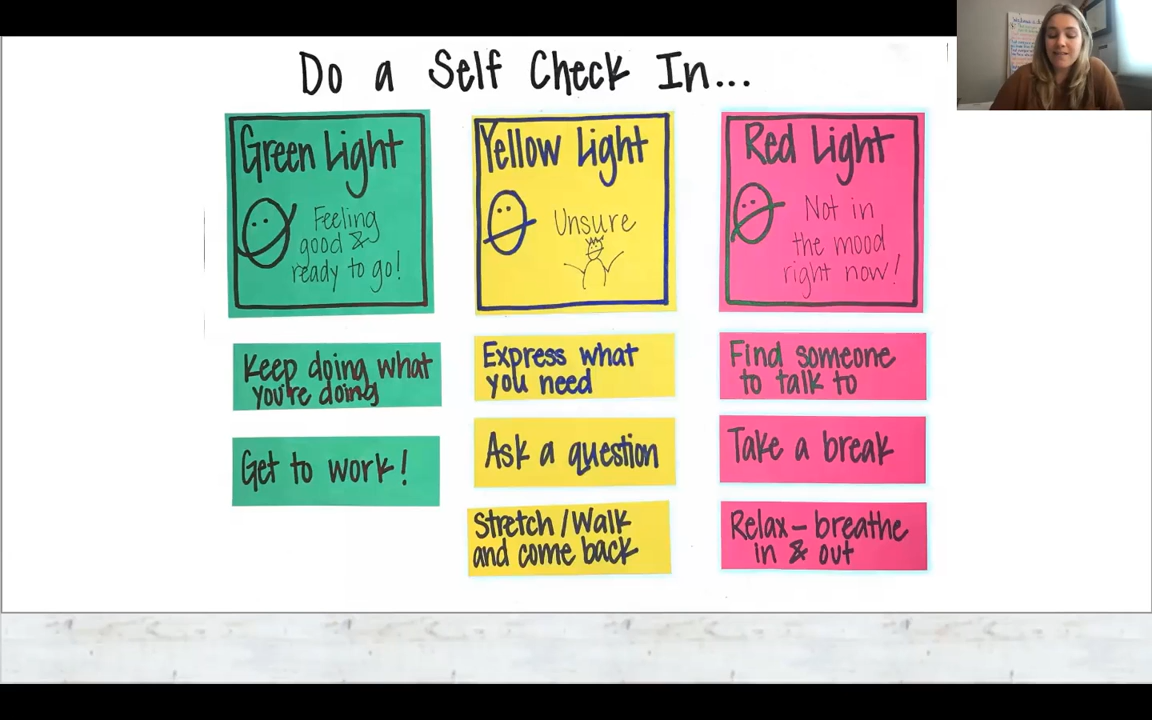 Do a Self Check In...
Green Light
Feeling
good &
ready to go!
Keep doing what
you're doing
Get to work!
Yellow Light
Unsure
Express what
you need
Ask a question
Stretch/Walk
and come back
Red Light
Not in
the mood
right now!
Find someone
to talk to
Take a break
Relax - breathe
in & out